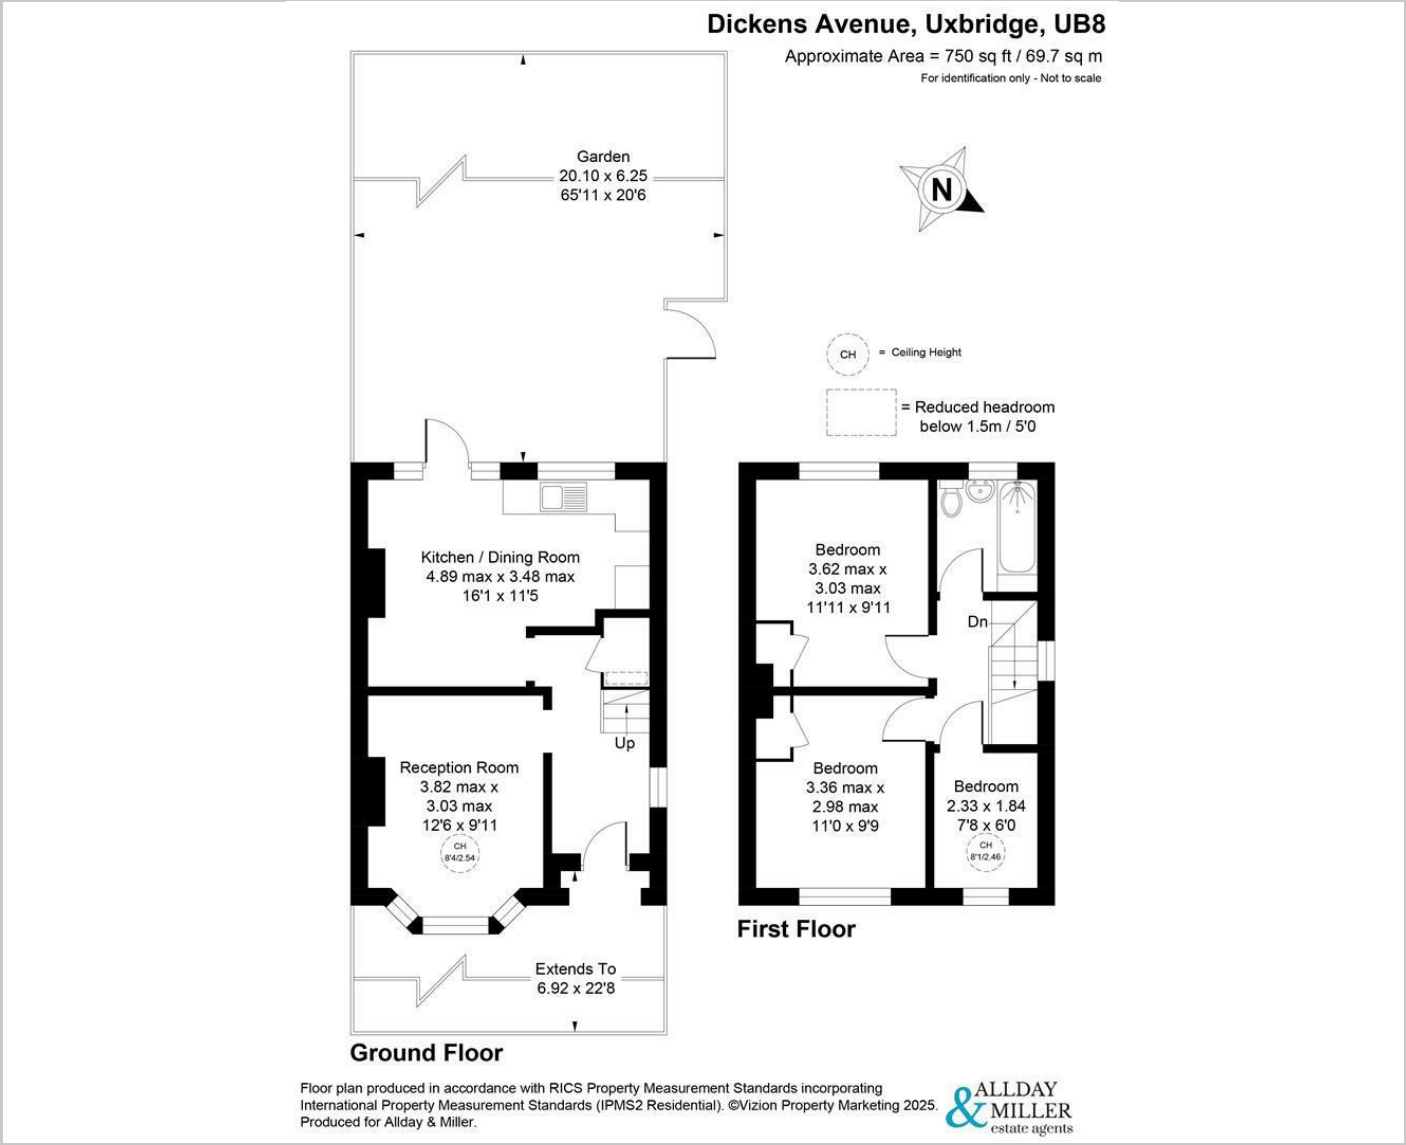 Dickens Avenue, Uxbridge, UB8
Approximate Area = 750 sq ft / 69.7 sq m
For identification only - Not to scale
Garden
20.10 x 6.25
65'11 x 20'6
N
CH
= Ceiling Height
= Reduced headroom
below 1.5m / 5'0
Kitchen / Dining Room
4.89 max x 3.48 max
16'1 x 11'5
Up
Reception Room
3.82 max x
3.03 max
12'6 x 9'11
CH
8'4/2.54
Extends To
6.92 x 22'8
Ground Floor
Bedroom
3.62 max x
3.03 max
11'11 x 9'11
Dn
Bedroom
3.36 max x
2.98 max
11'0 x 9'9
Bedroom
2.33 x 1.84
7'8 x 6'0
CH
8'1/2.46
First Floor
Floor plan produced in accordance with RICS Property Measurement Standards incorporating
International Property Measurement Standards (IPMS2 Residential). ©Vizion Property Marketing 2025.
Produced for Allday & Miller.
ALLDAY
& MILLER
estate agents